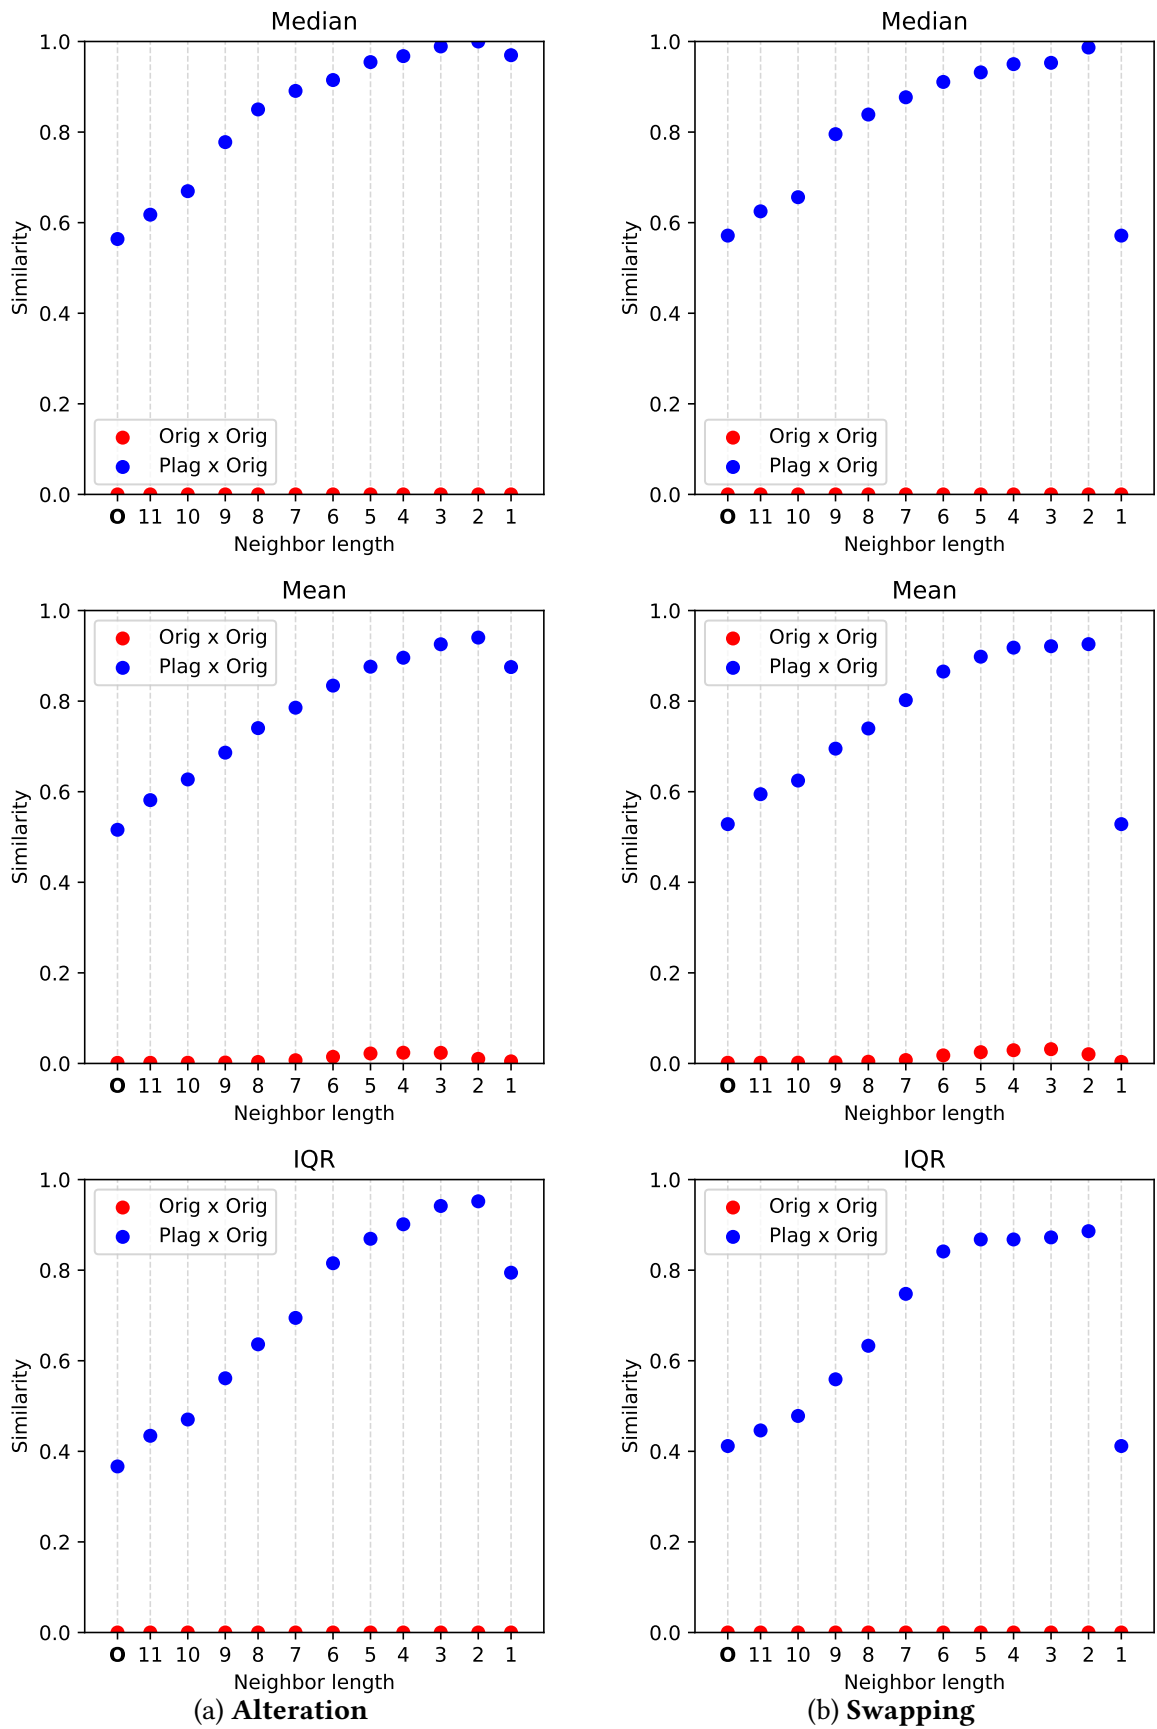 Median
1.0
0.8
0.6
0.4
0.2
0.0
Similarity
Orig x Orig
Plag x Orig
O 11 10 9 8 7 6 5 4 3 2 1
Neighbor length
Median
1.0
0.8
0.6
0.4
0.2
0.0
Similarity
Orig x Orig
Plag x Orig
O 11 10 9 8 7 6 5 4 3 2 1
Neighbor length
Mean
1.0
0.8
0.6
0.4
0.2
0.0
Similarity
Orig x Orig
Plag x Orig
O 11 10 9 8 7 6 5 4 3 2 1
Neighbor length
Mean
1.0
0.8
0.6
0.4
0.2
0.0
Similarity
Orig x Orig
Plag x Orig
O 11 10 9 8 7 6 5 4 3 2 1
Neighbor length
IQR
1.0
0.8
0.6
0.4
0.2
0.0
Similarity
Orig x Orig
Plag x Orig
O 11 10 9 8 7 6 5 4 3 2 1
Neighbor length
(a) Alteration
IQR
1.0
0.8
0.6
0.4
0.2
0.0
Similarity
Orig x Orig
Plag x Orig
O 11 10 9 8 7 6 5 4 3 2 1
Neighbor length
(b) Swapping